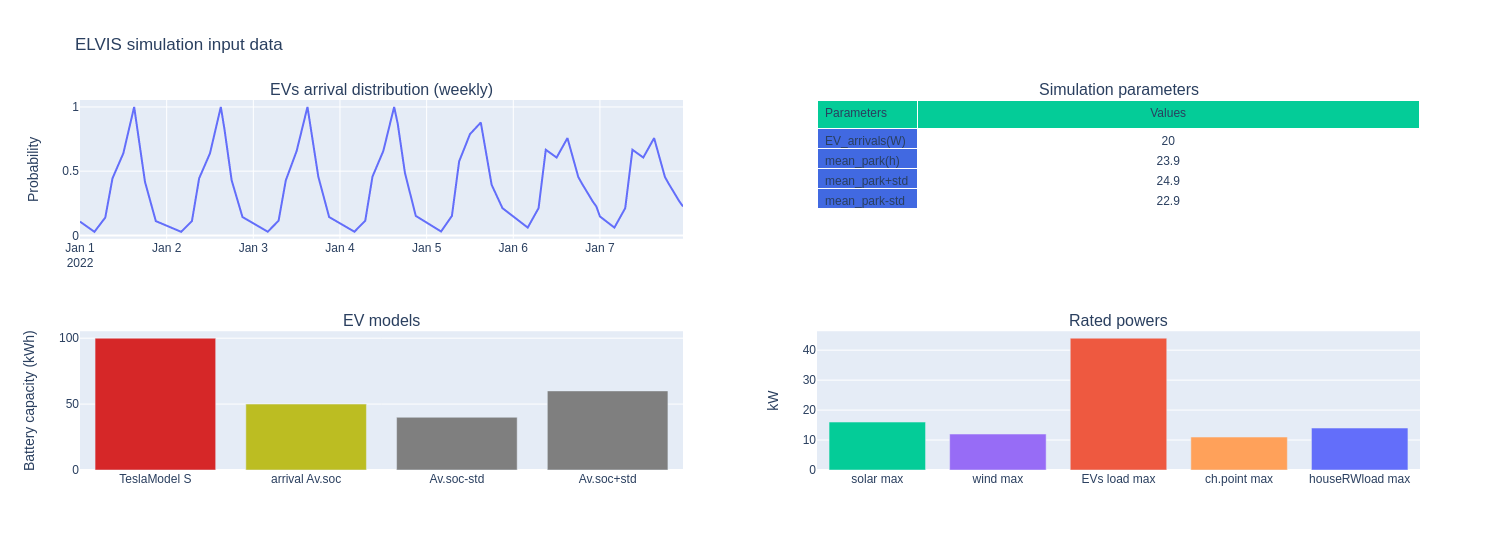 ELVIS simulation input data
EVs arrival distribution (weekly)
Probability
1
0.5
0
Jan 1
2022
Jan 2
Jan 3
Jan 4
Jan 5
Jan 6
Jan 7
Simulation parameters
Parameters Values
EV_arrivals(W) 20
mean_park(h) 23.9
mean_park+std 24.9
mean_park-std 22.9
EV models
Battery capacity (kWh)
100
50
0
TeslaModel S
arrival Av.soc
Av.soc-std
Av.soc+std
Rated powers
kW
40
30
20
10
0
solar max
wind max
EVs load max
ch.point max
houseRWload max